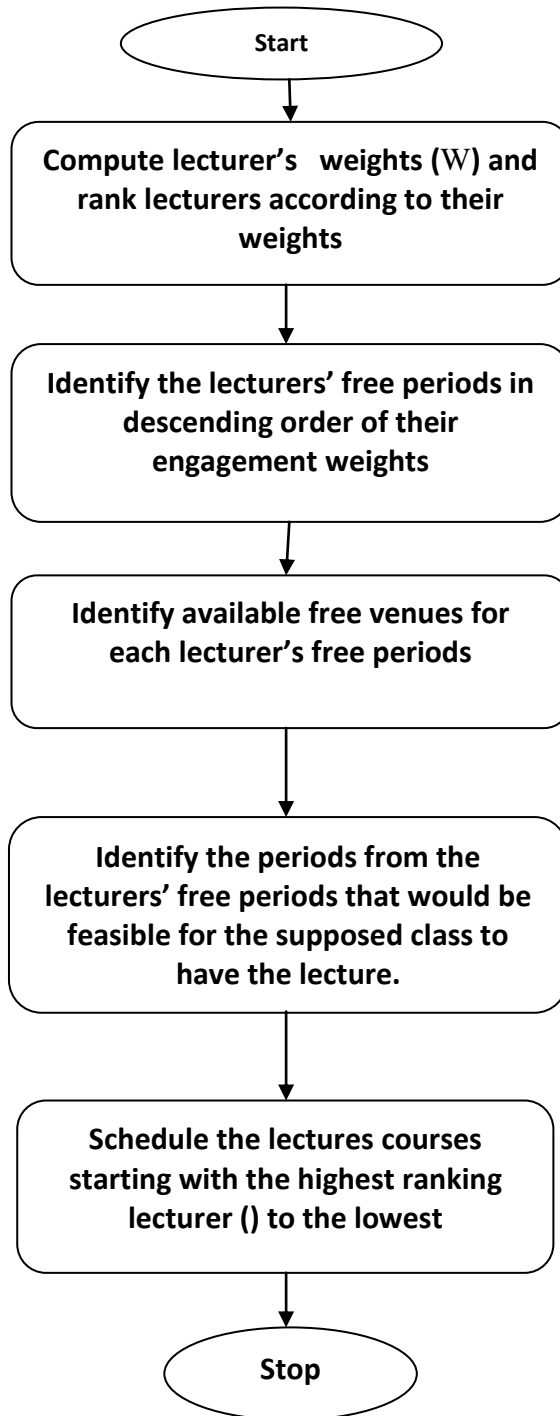 Start
Compute lecturer’s weights (W) and
rank lecturers according to their
weights
Identify the lecturers’ free periods in
descending order of their
engagement weights
Identify available free venues for
each lecturer’s free periods
Identify the periods from the
lecturers’ free periods that would be
feasible for the supposed class to
have the lecture.
Schedule the lectures courses
starting with the highest ranking
lecturer () to the lowest
Stop